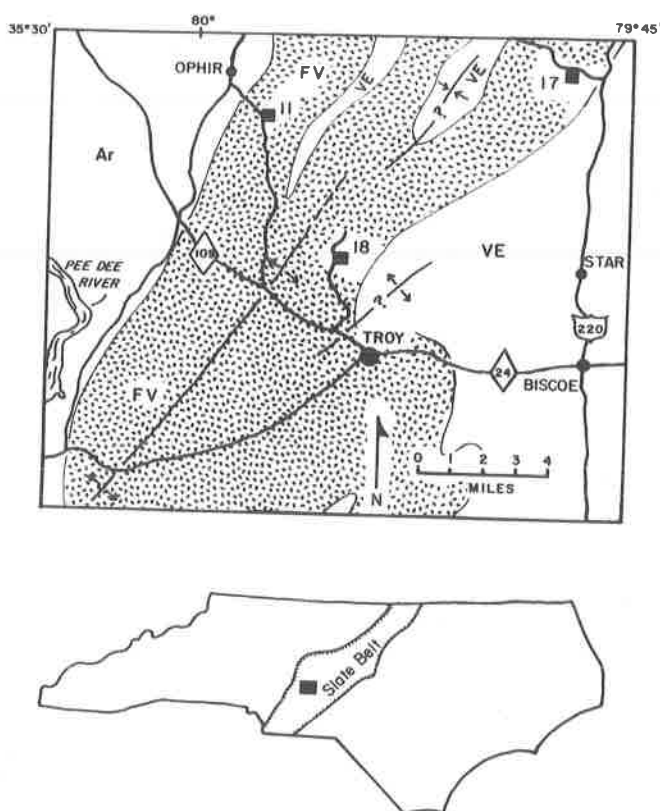 35°30'
80°
79°45'
OPHIR
FV
VE
VE
17
11
Ar
?
109
18
VE
PEE DEE
RIVER
STAR
?
TROY
220
FV
24
BISCOE
0 1 2 3 4
MILES
N
Slate Belt